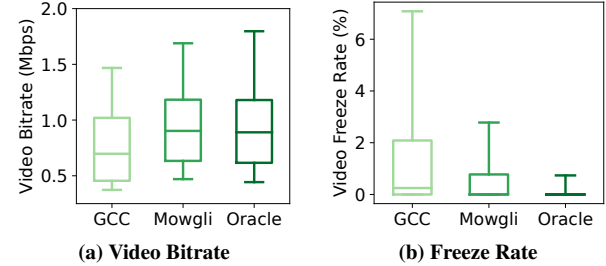 Video Bitrate (Mbps)
2.0
1.5
1.0
0.5
GCC Mowgli Oracle
(a) Video Bitrate
Video Freeze Rate (%)
6
4
2
0
GCC Mowgli Oracle
(b) Freeze Rate